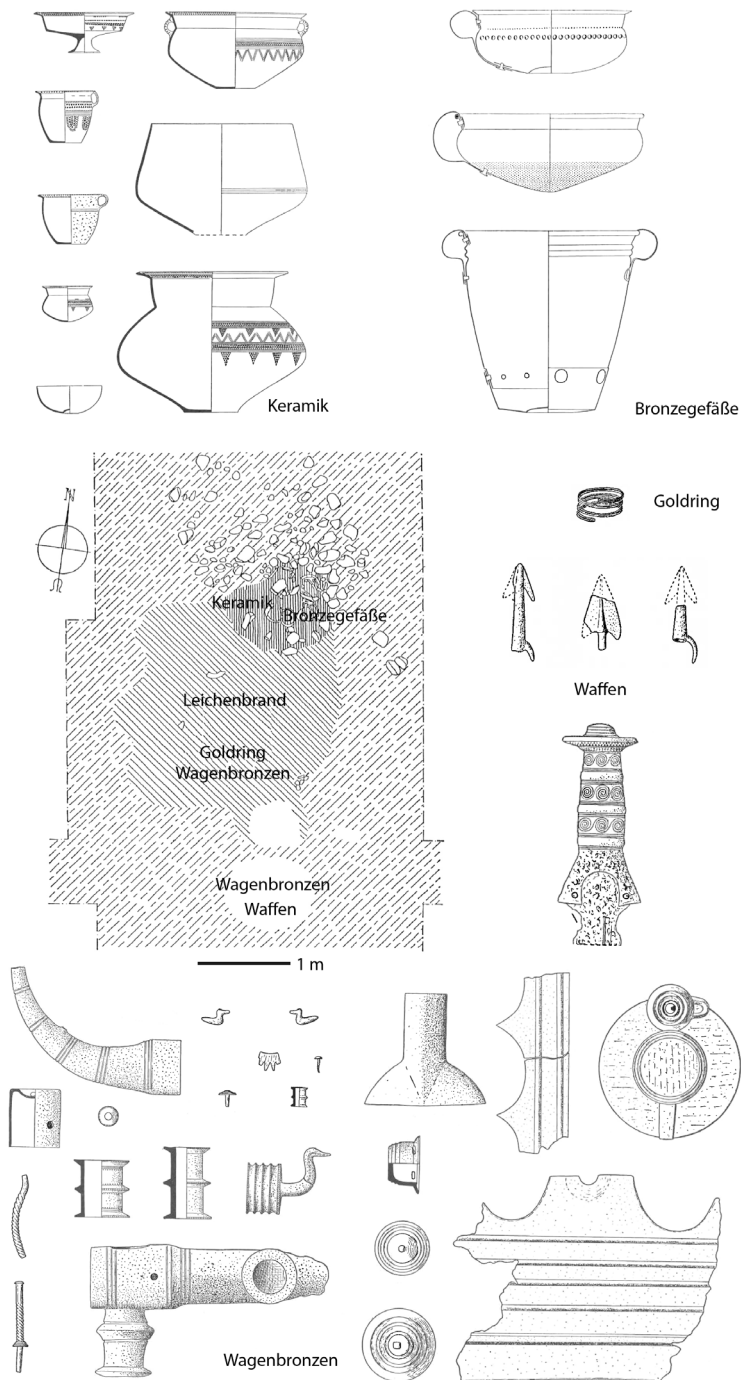 Keramik
Bronzegefäße
N
Goldring
Keramik
Bronzegefäße
Leichenbrand
Waffen
Goldring
Wagenbronzen
Wagenbronzen
Waffen
1 m
Wagenbronzen